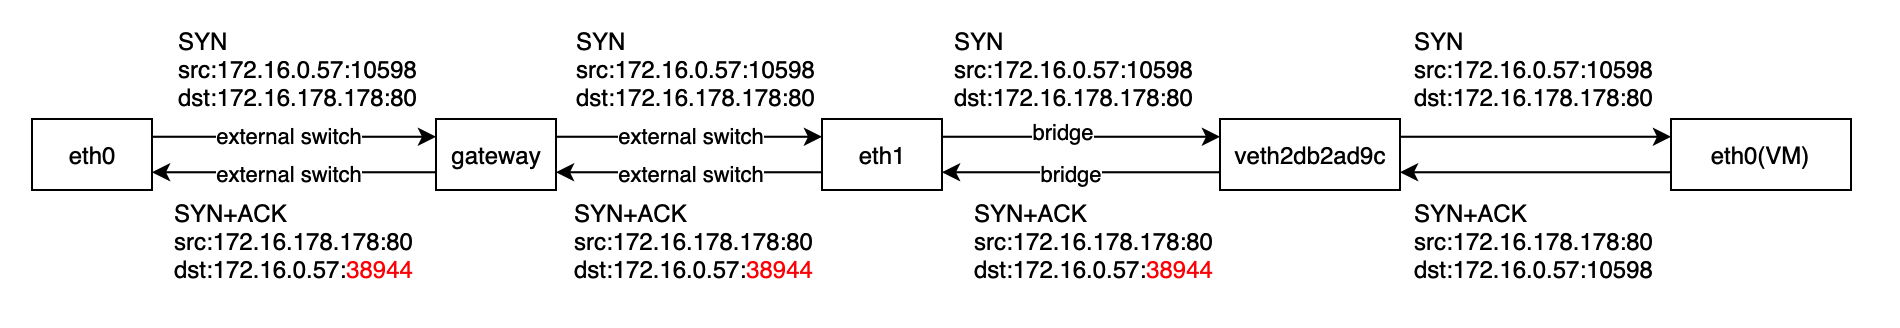 SYN
src:172.16.0.57:10598
dst:172.16.178.178:80
SYN
src:172.16.0.57:10598
dst:172.16.178.178:80
SYN
src:172.16.0.57:10598
dst:172.16.178.178:80
SYN
src:172.16.0.57:10598
dst:172.16.178.178:80
eth0
external switch
external switch
gateway
external switch
external switch
eth1
bridge
bridge
veth2db2ad9c
eth0(VM)
SYN+ACK
src:172.16.178.178:80
dst:172.16.0.57:38944
SYN+ACK
src:172.16.178.178:80
dst:172.16.0.57:38944
SYN+ACK
src:172.16.178.178:80
dst:172.16.0.57:38944
SYN+ACK
src:172.16.178.178:80
dst:172.16.0.57:10598